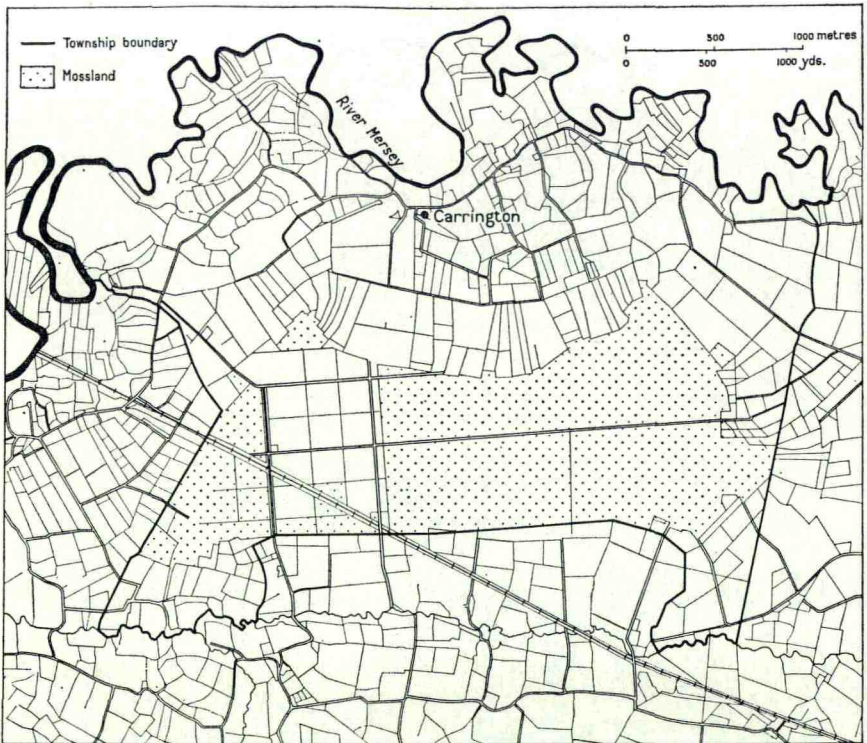 Township boundary
Mossland
0 500 1000 metres
0 500 1000 yds.
River Mersey
Carrington